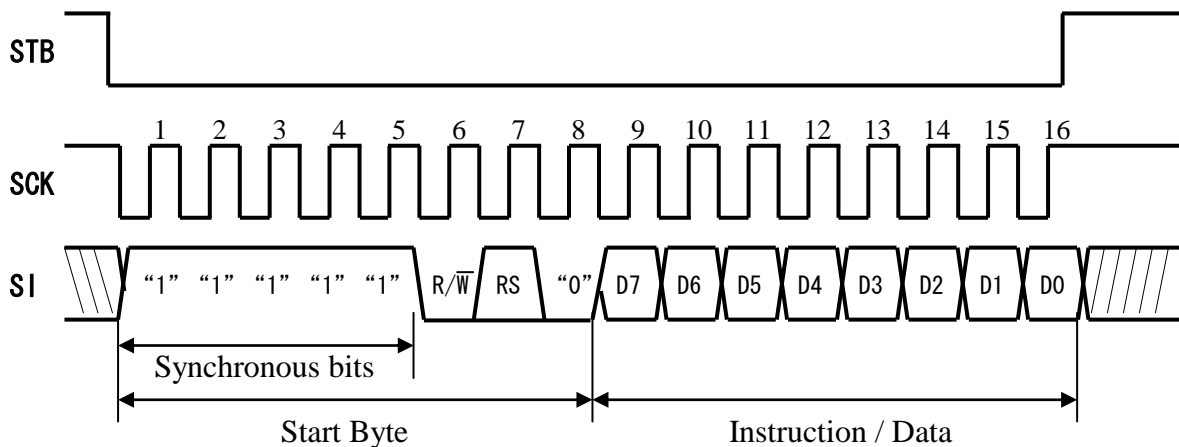 STB
1 2 3 4 5 6 7 8 9 10 11 12 13 14 15 16
SCK
SI “1” “1” “1” “1” “1” R/W̅ RS “0” D7 D6 D5 D4 D3 D2 D1 D0
Synchronous bits
Start Byte Instruction / Data